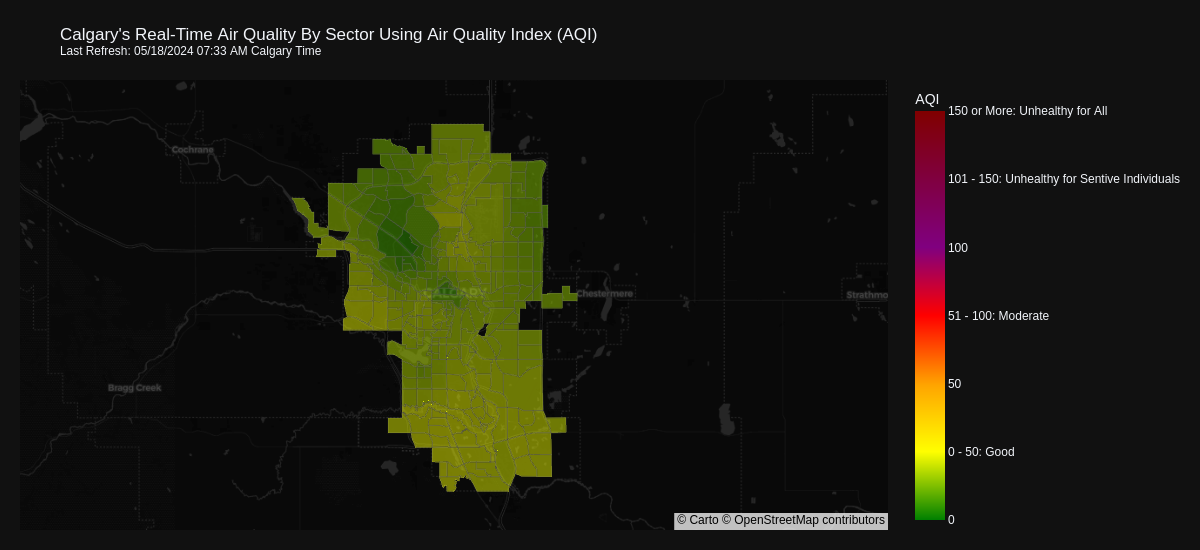 Calgary's Real-Time Air Quality By Sector Using Air Quality Index (AQI)
Last Refresh: 05/18/2024 07:33 AM Calgary Time
AQI
150 or More: Unhealthy for All
Cochrane
101 - 150: Unhealthy for Sentive Individuals
100
CALGARY
Chestermere
Strathmo
51 - 100: Moderate
Bragg Creek
50
0 - 50: Good
© Carto © OpenStreetMap contributors
0